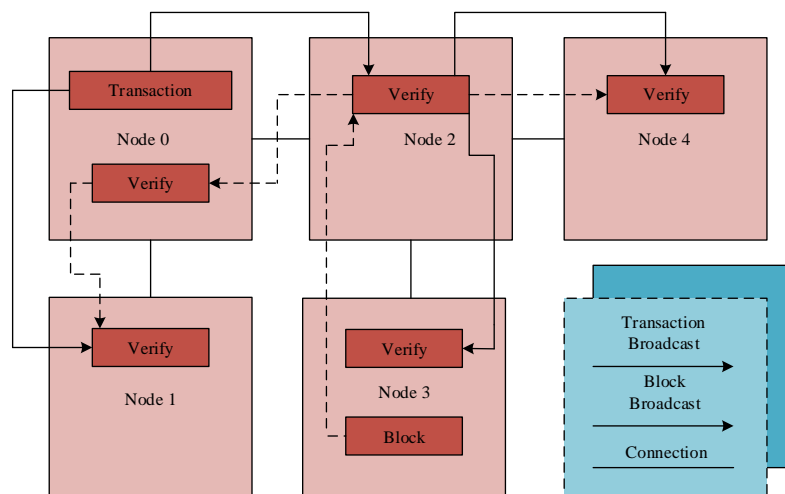 Transaction
Node 0
Verify
Verify
Node 2
Verify
Node 4
Verify
Node 1
Verify
Node 3
Block
Transaction
Broadcast
Block
Broadcast
Connection